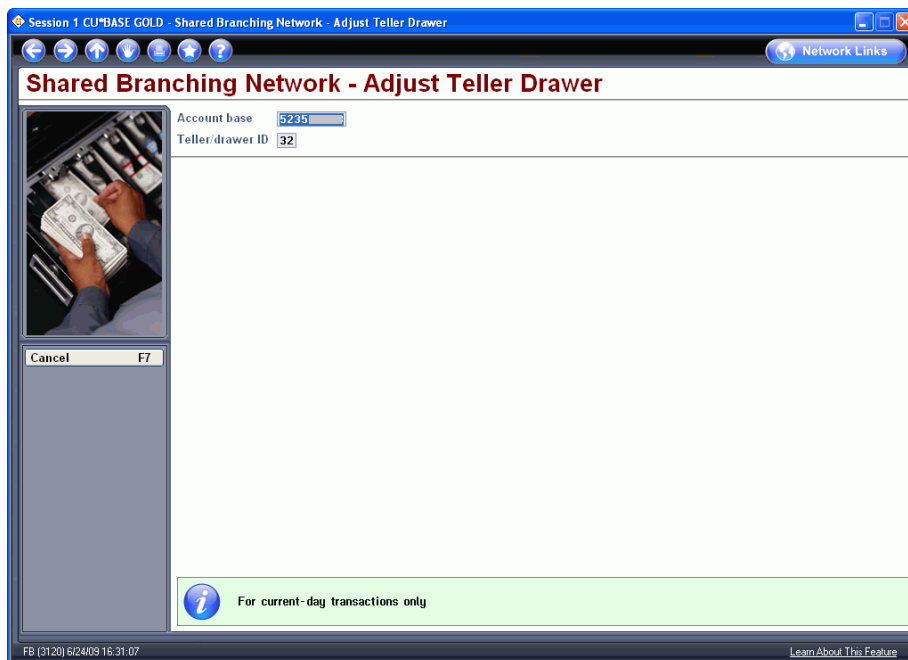 Session 1 CU*BASE GOLD - Shared Branching Network - Adjust Teller Drawer
Network Links
Shared Branching Network - Adjust Teller Drawer
Account base 5235
Teller/drawer ID 32
Cancel F7
For current-day transactions only
FB (3120) 6/24/09 16:31:07
Learn About This Feature